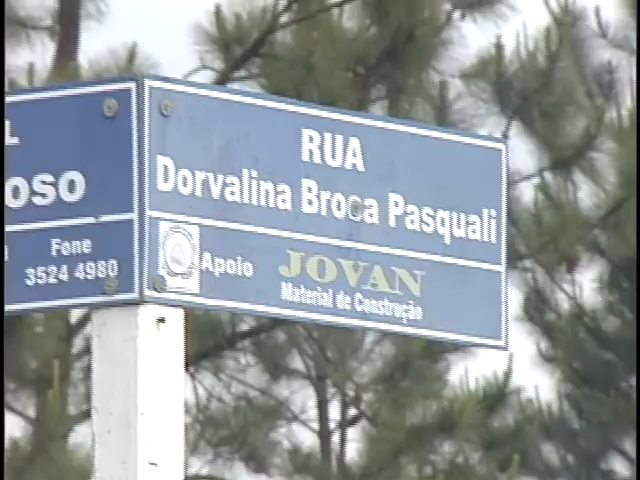 L
OSO
Fone
3524 4980
RUA
Dorvalina Broca Pasquali
Apoio
JOVAN
Material de Construção